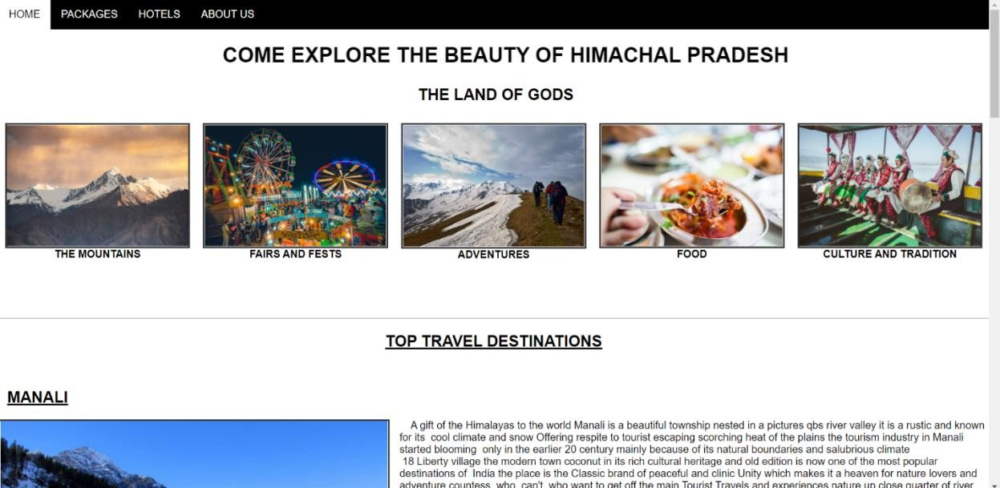 HOME PACKAGES HOTELS ABOUT US
COME EXPLORE THE BEAUTY OF HIMACHAL PRADESH
THE LAND OF GODS
THE MOUNTAINS
FAIRS AND FESTS
ADVENTURES
FOOD
CULTURE AND TRADITION
TOP TRAVEL DESTINATIONS
MANALI
A gift of the Himalayas to the world Manali is a beautiful township nested in a pictures qbs river valley it is a rustic and known
for its cool climate and snow Offering respite to tourist escaping scorching heat of the plains the tourism industry in Manali
started blooming only in the earlier 20 century mainly because of its natural boundaries and salubrious climate
18 Liberty village the modern town coconut in its rich cultural heritage and old edition is now one of the most popular
destinations of India the place is the Classic brand of peaceful and clinic Unity which makes it a heaven for nature lovers and
adventure countess who can't who want to get off the main Tourist Travels and experiences nature up close guarder of river